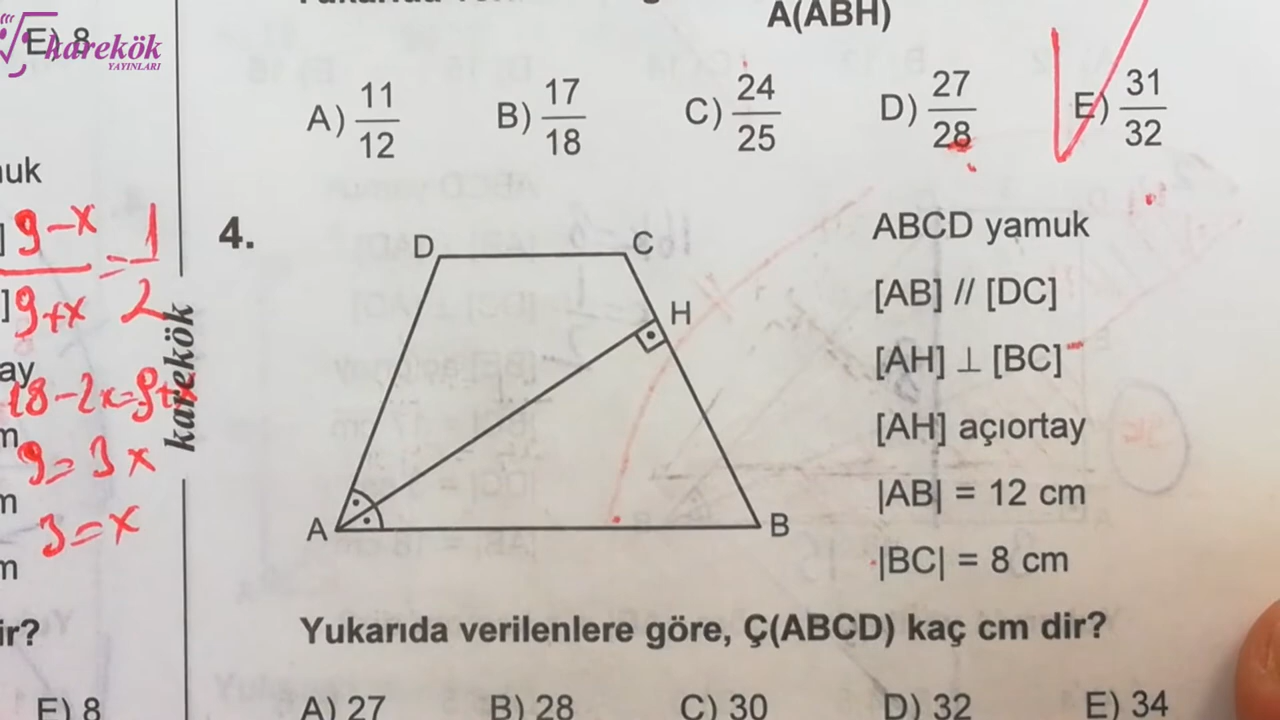 karekök
YAYINLARI
E) 8
A(ABH)
A) 11/12 B) 17/18 C) 24/25 D) 27/28 E) 31/32
uk
9-x/9+x = 1/2
ay
18-2x=9+x
9=3x
3=x
ir?
E) 8
karekök
4.
D C
H
A B
ABCD yamuk
[AB] // [DC]
[AH] ⊥ [BC]
[AH] açıortay
|AB| = 12 cm
|BC| = 8 cm
Yukarıda verilenlere göre, Ç(ABCD) kaç cm dir?
A) 27 B) 28 C) 30 D) 32 E) 34